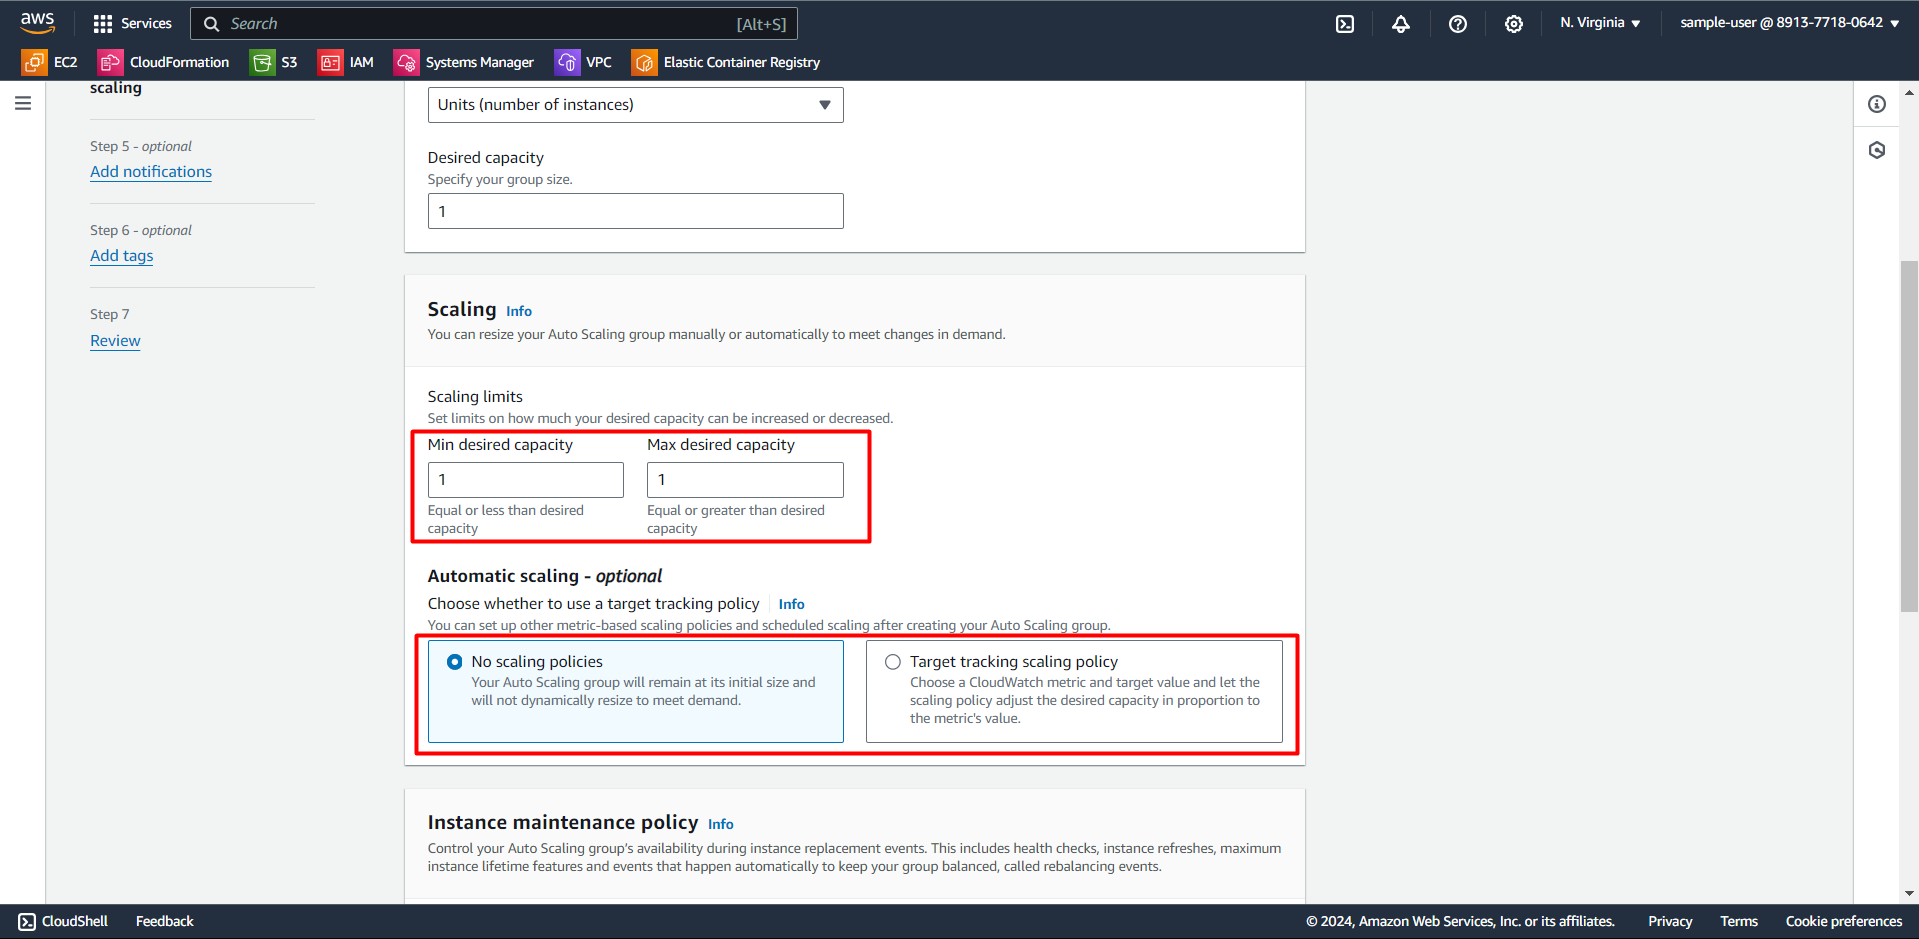 aws Services Search [Alt+S] N. Virginia sample-user @ 8913-7718-0642
EC2 CloudFormation S3 IAM Systems Manager VPC Elastic Container Registry
scaling
Step 5 - optional
Add notifications
Step 6 - optional
Add tags
Step 7
Review
Units (number of instances)
Desired capacity
Specify your group size.
1
Scaling Info
You can resize your Auto Scaling group manually or automatically to meet changes in demand.
Scaling limits
Set limits on how much your desired capacity can be increased or decreased.
Min desired capacity
1
Equal or less than desired
capacity
Max desired capacity
1
Equal or greater than desired
capacity
Automatic scaling - optional
Choose whether to use a target tracking policy Info
You can set up other metric-based scaling policies and scheduled scaling after creating your Auto Scaling group.
No scaling policies
Your Auto Scaling group will remain at its initial size and
will not dynamically resize to meet demand.
Target tracking scaling policy
Choose a CloudWatch metric and target value and let the
scaling policy adjust the desired capacity in proportion to
the metric's value.
Instance maintenance policy Info
Control your Auto Scaling group's availability during instance replacement events. This includes health checks, instance refreshes, maximum
instance lifetime features and events that happen automatically to keep your group balanced, called rebalancing events.
CloudShell Feedback © 2024, Amazon Web Services, Inc. or its affiliates. Privacy Terms Cookie preferences